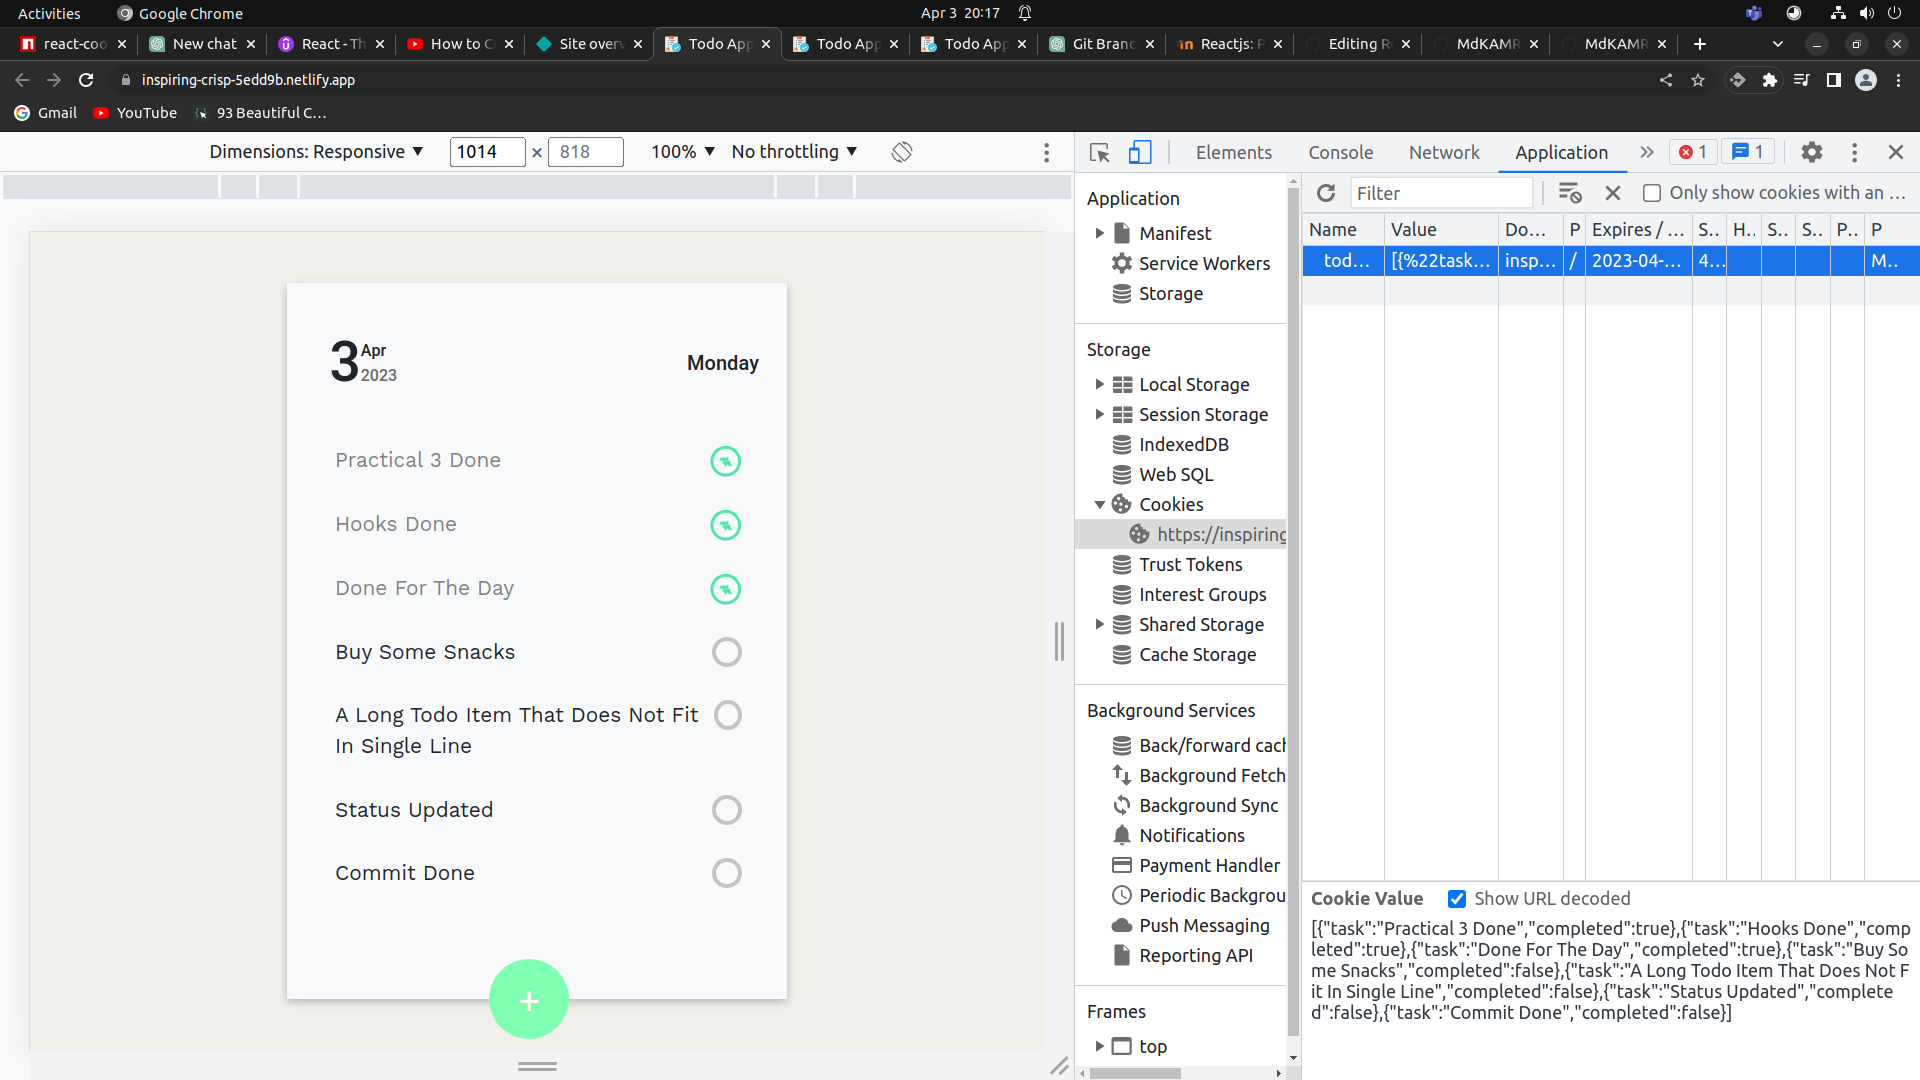 Activities
Google Chrome
Apr 3 20:17
react-coo
New chat
React - Th
How to C
Site over
Todo App
Todo App
Todo App
Git Branc
Reactjs: P
Editing R
MdKAMR
MdKAMR
inspiring-crisp-5edd9b.netlify.app
Gmail
YouTube
93 Beautiful C...
Dimensions: Responsive
1014 × 818
100%
No throttling
Elements
Console
Network
Application
1
1
3
Apr
2023
Monday
Practical 3 Done
Hooks Done
Done For The Day
Buy Some Snacks
A Long Todo Item That Does Not Fit
In Single Line
Status Updated
Commit Done
+
Application
Manifest
Service Workers
Storage
Storage
Local Storage
Session Storage
IndexedDB
Web SQL
Cookies
https://inspiring
Trust Tokens
Interest Groups
Shared Storage
Cache Storage
Background Services
Back/forward cach
Background Fetch
Background Sync
Notifications
Payment Handler
Periodic Backgrou
Push Messaging
Reporting API
Frames
top
Filter
Only show cookies with an ...
Name Value Do... P Expires / ... S.. H.. S.. S.. P.. P
tod... [{%22task... insp... / 2023-04-... 4... M..
Cookie Value
Show URL decoded
[{"task":"Practical 3 Done","completed":true},{"task":"Hooks Done","comp
leted":true},{"task":"Done For The Day","completed":true},{"task":"Buy So
me Snacks","completed":false},{"task":"A Long Todo Item That Does Not F
it In Single Line","completed":false},{"task":"Status Updated","complete
d":false},{"task":"Commit Done","completed":false}]